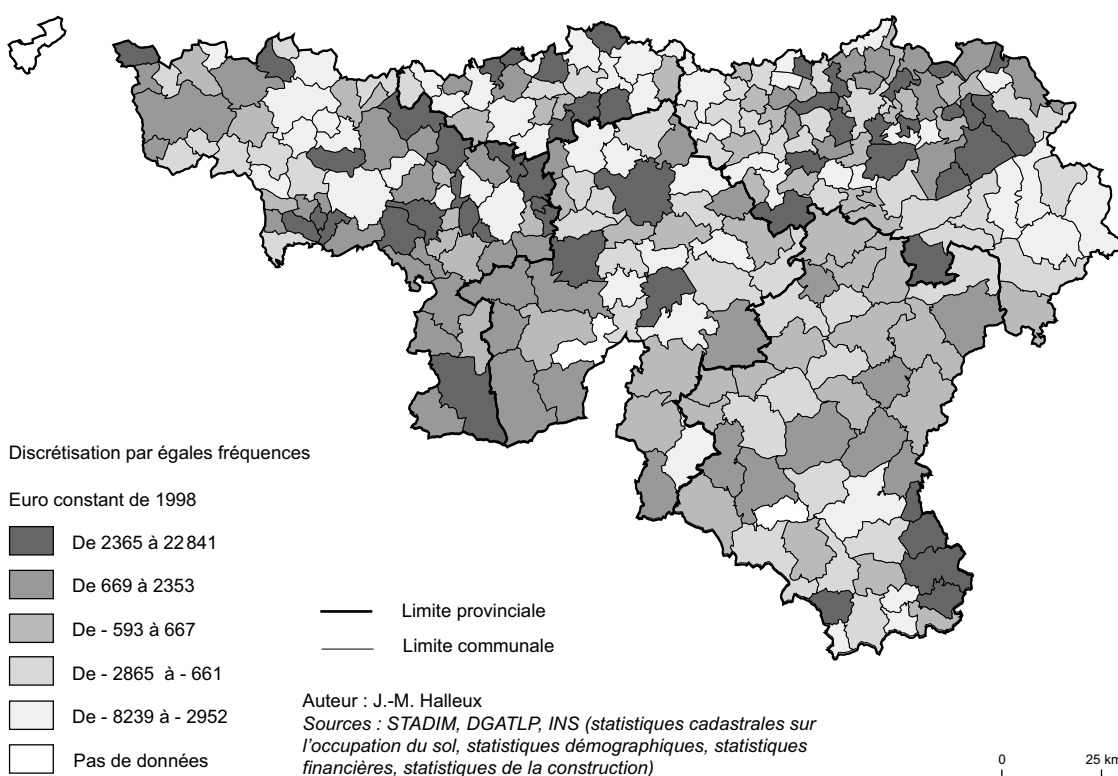 Discrétisation par égales fréquences
Euro constant de 1998
De 2365 à 22 841
De 669 à 2353
De - 593 à 667
De - 2865 à - 661
De - 8239 à - 2952
Pas de données
Limite provinciale
Limite communale
Auteur : J.-M. Halleux
Sources : STADIM, DGATLP, INS (statistiques cadastrales sur
l'occupation du sol, statistiques démographiques, statistiques
financières, statistiques de la construction)
0 25 km